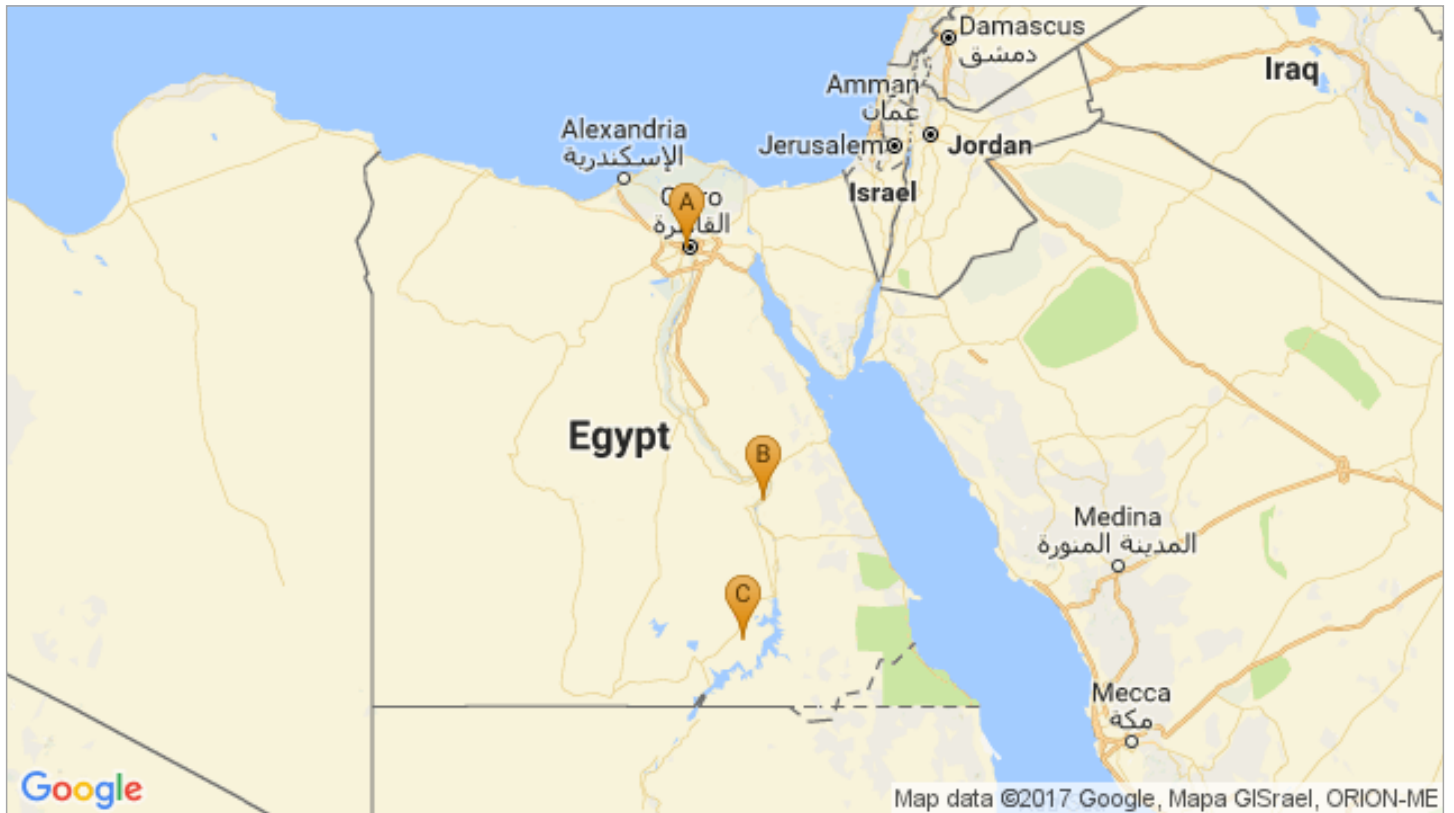 Damascus
دمشق
Iraq
Amman
عمان
Alexandria
الإسكندرية
Jerusalem
Jordan
Israel
A
القاهرة
Egypt
B
Medina
المدينة المنورة
C
Mecca
مكة
Google
Map data ©2017 Google, Mapa GISrael, ORION-ME